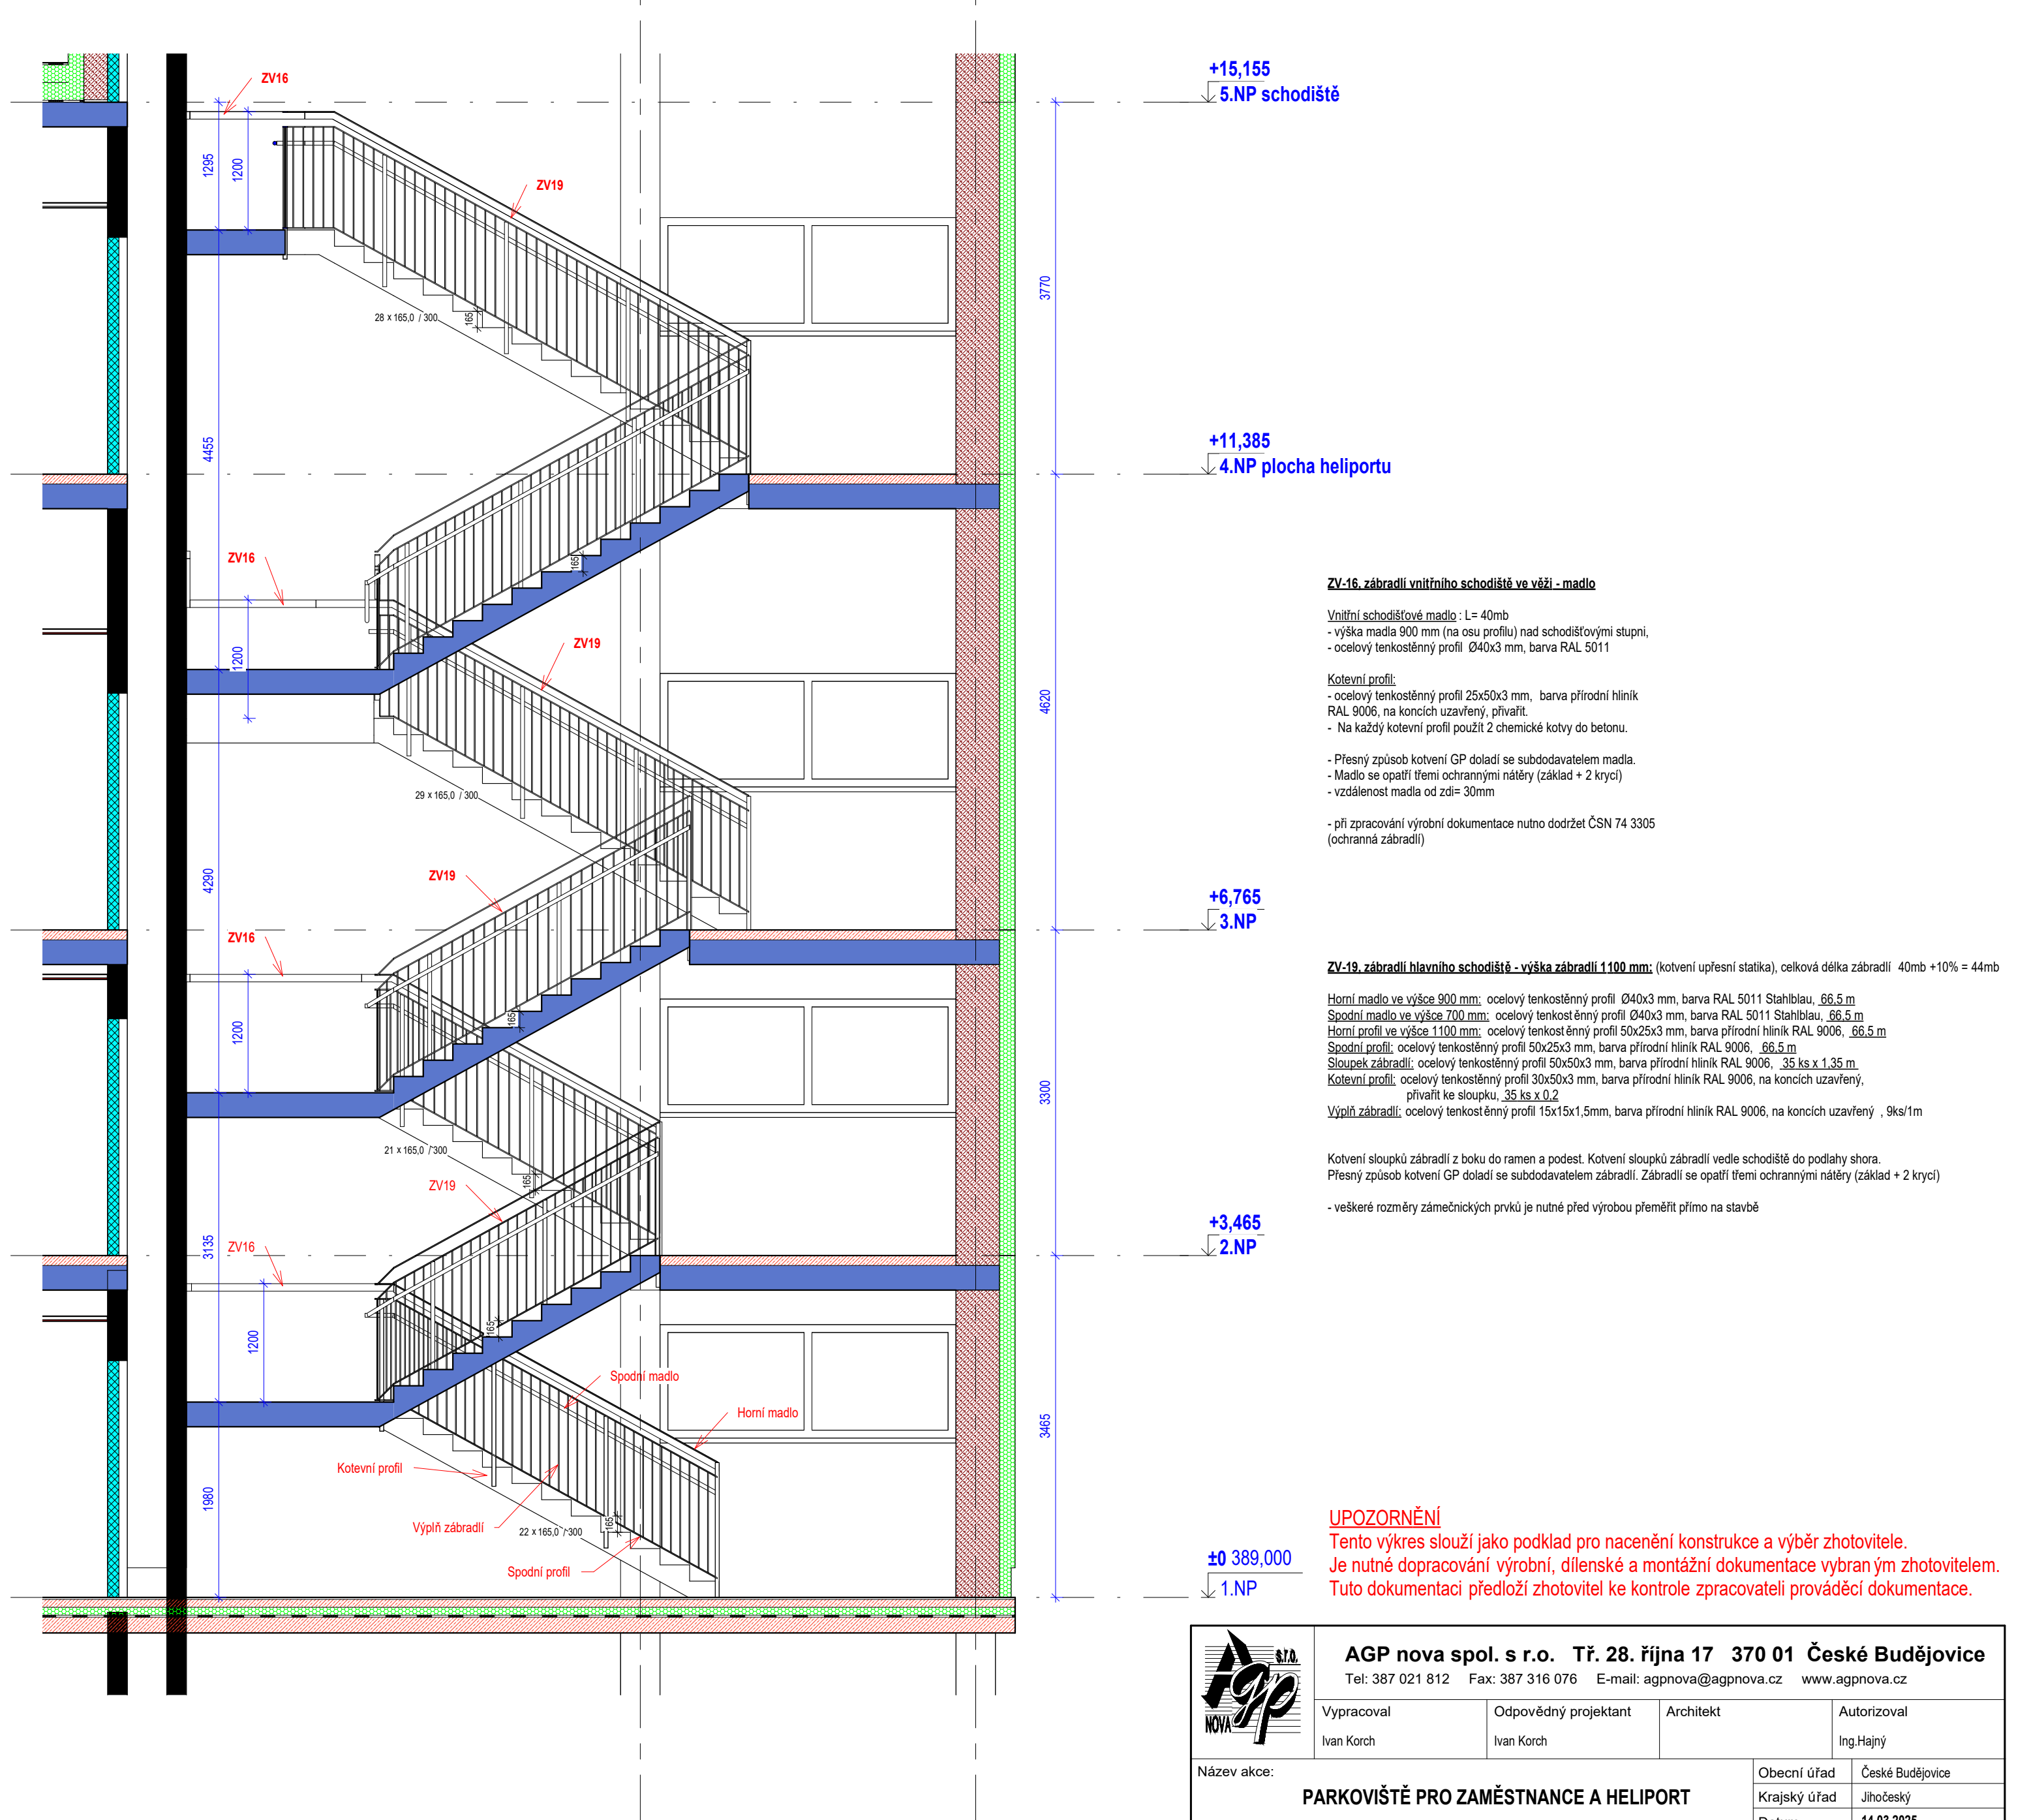 ZV16
+15,155
5.NP schodiště
1295
1200
ZV19
3770
28 x 165,0 / 300
165
4455
+11,385
4.NP plocha heliportu
ZV16
165
1200
ZV19
4620
29 x 165,0 / 300
4290
ZV19
+6,765
3.NP
ZV16
1200
165
3300
21 x 165,0 / 300
165
ZV19
3135
ZV16
+3,465
2.NP
1200
165
Spodní madlo
Horní madlo
3465
Kotevní profil
1980
Výplň zábradlí
22 x 165,0 / 300
165
Spodní profil
±0 389,000
1.NP
ZV-16, zábradlí vnitřního schodiště ve věži - madlo
Vnitřní schodišťové madlo : L= 40mb
- výška madla 900 mm (na osu profilu) nad schodišťovými stupni,
- ocelový tenkostěnný profil Ø40x3 mm, barva RAL 5011
Kotevní profil:
- ocelový tenkostěnný profil 25x50x3 mm, barva přírodní hliník
RAL 9006, na koncích uzavřený, přivařit.
- Na každý kotevní profil použít 2 chemické kotvy do betonu.
- Přesný způsob kotvení GP doladí se subdodavatelem madla.
- Madlo se opatří třemi ochrannými nátěry (základ + 2 krycí)
- vzdálenost madla od zdi= 30mm
- při zpracování výrobní dokumentace nutno dodržet ČSN 74 3305
(ochranná zábradlí)
ZV-19, zábradlí hlavního schodiště - výška zábradlí 1100 mm: (kotvení upřesní statika), celková délka zábradlí 40mb +10% = 44mb
Horní madlo ve výšce 900 mm: ocelový tenkostěnný profil Ø40x3 mm, barva RAL 5011 Stahlblau, 66,5 m
Spodní madlo ve výšce 700 mm: ocelový tenkostěnný profil Ø40x3 mm, barva RAL 5011 Stahlblau, 66,5 m
Horní profil ve výšce 1100 mm: ocelový tenkostěnný profil 50x25x3 mm, barva přírodní hliník RAL 9006, 66,5 m
Spodní profil: ocelový tenkostěnný profil 50x25x3 mm, barva přírodní hliník RAL 9006, 66,5 m
Sloupek zábradlí: ocelový tenkostěnný profil 50x50x3 mm, barva přírodní hliník RAL 9006, 35 ks x 1,35 m
Kotevní profil: ocelový tenkostěnný profil 30x50x3 mm, barva přírodní hliník RAL 9006, na koncích uzavřený,
přivařit ke sloupku, 35 ks x 0,2
Výplň zábradlí: ocelový tenkostěnný profil 15x15x1,5mm, barva přírodní hliník RAL 9006, na koncích uzavřený , 9ks/1m
Kotvení sloupků zábradlí z boku do ramen a podest. Kotvení sloupků zábradlí vedle schodiště do podlahy shora.
Přesný způsob kotvení GP doladí se subdodavatelem zábradlí. Zábradlí se opatří třemi ochrannými nátěry (základ + 2 krycí)
- veškeré rozměry zámečnických prvků je nutné před výrobou přeměřit přímo na stavbě
UPOZORNĚNÍ
Tento výkres slouží jako podklad pro nacenění konstrukce a výběr zhotovitele.
Je nutné dopracování výrobní, dílenské a montážní dokumentace vybraným zhotovitelem.
Tuto dokumentaci předloží zhotovitel ke kontrole zpracovateli prováděcí dokumentace.
Agp s.r.o.
NOVA
AGP nova spol. s r.o. Tř. 28. října 17 370 01 České Budějovice
Tel: 387 021 812 Fax: 387 316 076 E-mail: agpnova@agpnova.cz www.agpnova.cz
Vypracoval Odpovědný projektant Architekt Autorizoval
Ivan Korch Ivan Korch Ing.Hajný
Název akce:
PARKOVIŠTĚ PRO ZAMĚSTNANCE A HELIPORT
Obecní úřad České Budějovice
Krajský úřad Jihočeský
Datum 14.03.2025